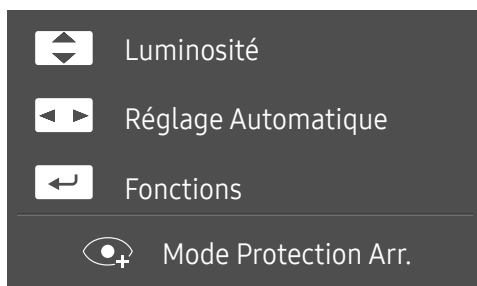 Luminosité
Réglage Automatique
Fonctions
Mode Protection Arr.